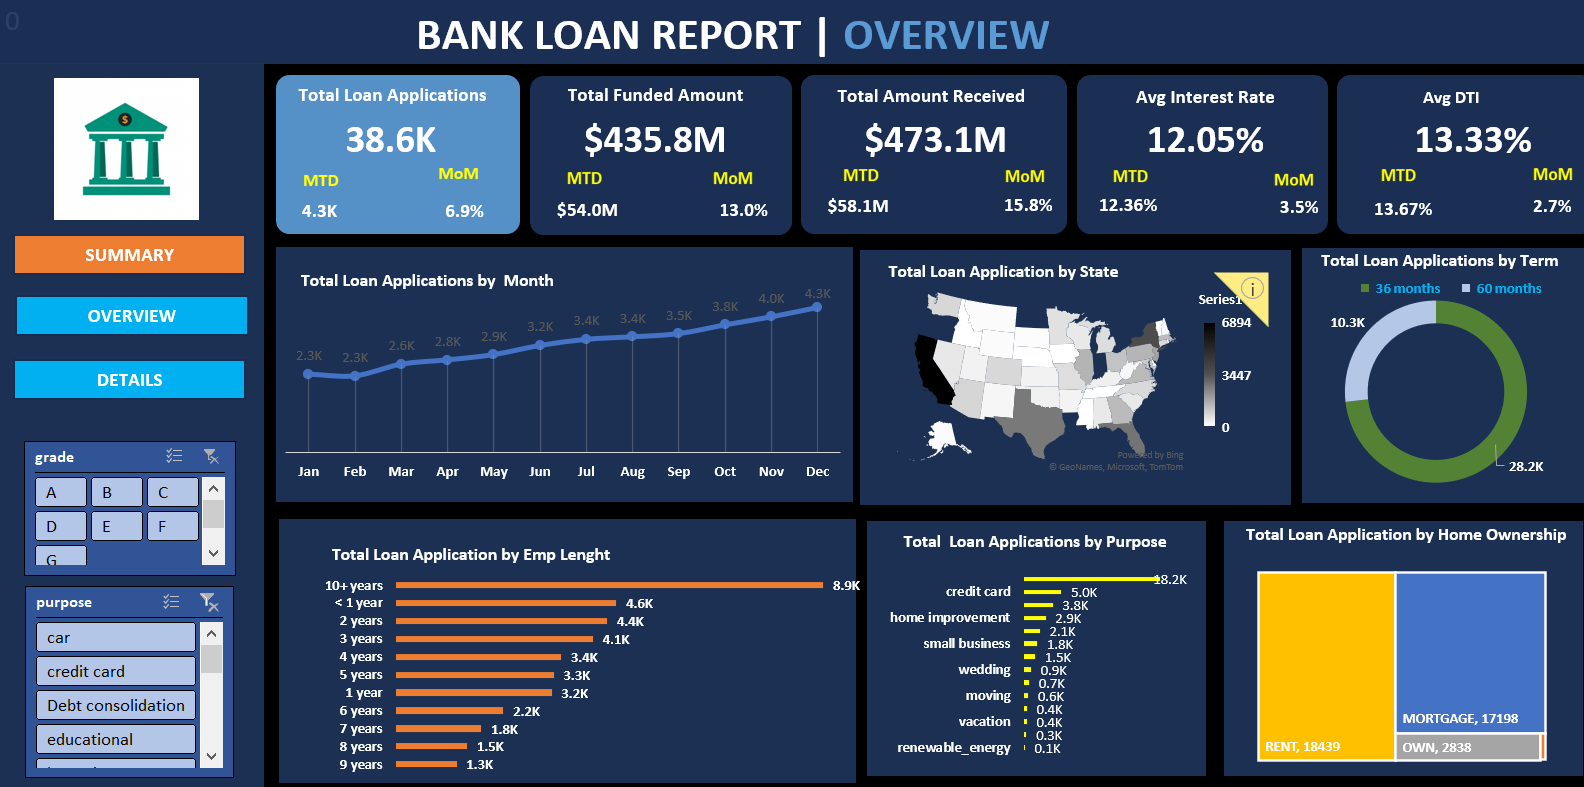 0
BANK LOAN REPORT | OVERVIEW
$
SUMMARY
OVERVIEW
DETAILS
grade
A B C
D E F
G
purpose
car
credit card
Debt consolidation
educational
Total Loan Applications
38.6K
MTD MoM
4.3K 6.9%
Total Funded Amount
$435.8M
MTD MoM
$54.0M 13.0%
Total Amount Received
$473.1M
MTD MoM
$58.1M 15.8%
Avg Interest Rate
12.05%
MTD MoM
12.36% 3.5%
Avg DTI
13.33%
MTD MoM
13.67% 2.7%
Total Loan Applications by  Month
2.3K 2.3K 2.6K 2.8K 2.9K 3.2K 3.4K 3.4K 3.5K 3.8K 4.0K 4.3K
Jan Feb Mar Apr May Jun Jul Aug Sep Oct Nov Dec
Total Loan Application by State
Series1
6894
3447
0
Powered by Bing
© GeoNames, Microsoft, TomTom
Total Loan Applications by Term
36 months 60 months
10.3K
28.2K
Total Loan Application by Emp Lenght
10+ years 8.9K
< 1 year 4.6K
2 years 4.4K
3 years 4.1K
4 years 3.4K
5 years 3.3K
1 year 3.2K
6 years 2.2K
7 years 1.8K
8 years 1.5K
9 years 1.3K
Total  Loan Applications by Purpose
18.2K
credit card 5.0K
3.8K
home improvement 2.9K
2.1K
small business 1.8K
1.5K
wedding 0.9K
0.7K
moving 0.6K
0.4K
vacation 0.4K
0.3K
renewable_energy 0.1K
Total Loan Application by Home Ownership
RENT, 18439
MORTGAGE, 17198
OWN, 2838